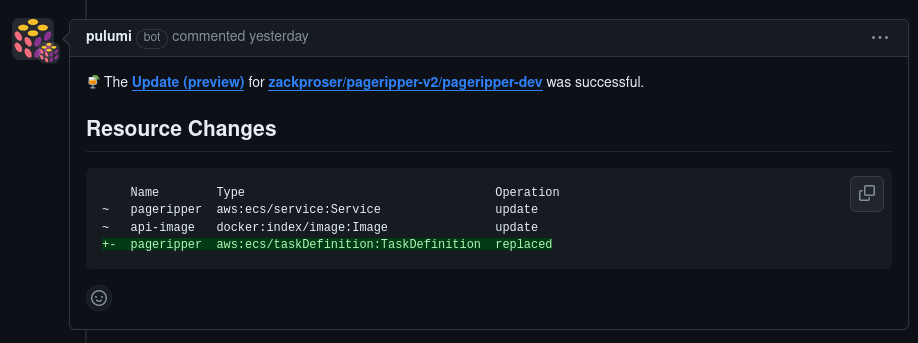 pulumi bot commented yesterday
🍹 The Update (preview) for zackproser/pageripper-v2/pageripper-dev was successful.
Resource Changes
    Name        Type                                   Operation
~   pageripper  aws:ecs/service:Service                update
~   api-image   docker:index/image:Image               update
+-  pageripper  aws:ecs/taskDefinition:TaskDefinition  replaced